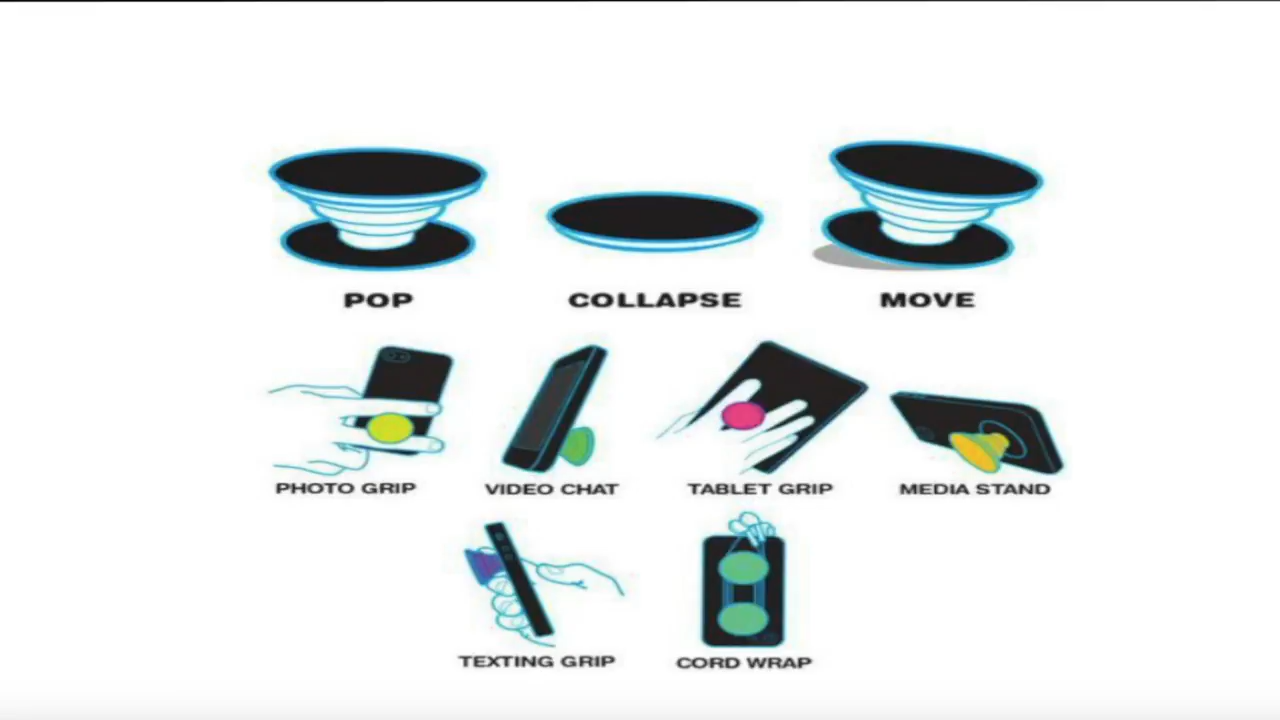 POP
COLLAPSE
MOVE
PHOTO GRIP
VIDEO CHAT
TABLET GRIP
MEDIA STAND
TEXTING GRIP
CORD WRAP